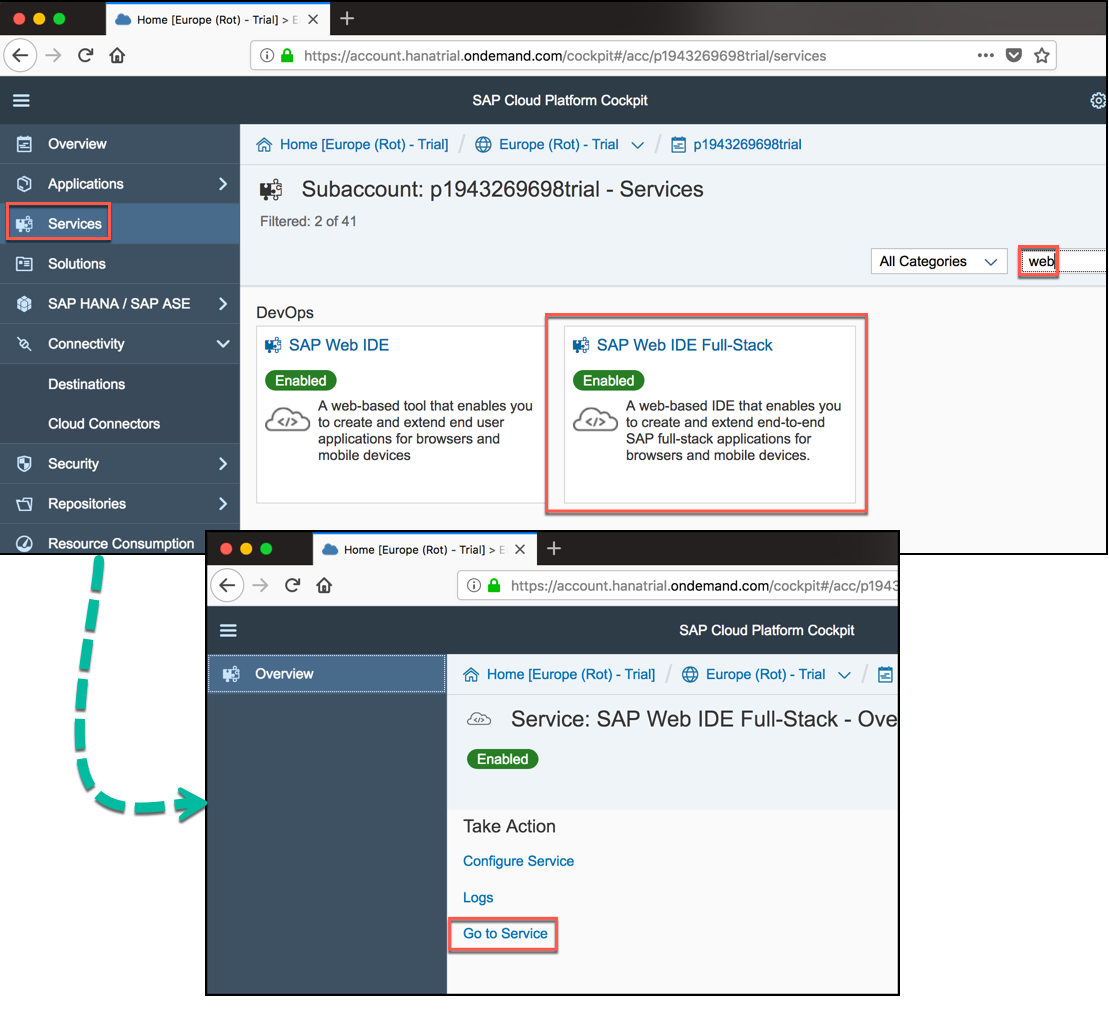 Home [Europe (Rot) - Trial] > E
https://account.hanatrial.ondemand.com/cockpit#/acc/p1943269698trial/services
SAP Cloud Platform Cockpit
Overview
Applications
Services
Solutions
SAP HANA / SAP ASE
Connectivity
Destinations
Cloud Connectors
Security
Repositories
Resource Consumption
Home [Europe (Rot) - Trial] / Europe (Rot) - Trial / p1943269698trial
Subaccount: p1943269698trial - Services
Filtered: 2 of 41
All Categories
web
DevOps
SAP Web IDE
Enabled
A web-based tool that enables you
to create and extend end user
applications for browsers and
mobile devices
SAP Web IDE Full-Stack
Enabled
A web-based IDE that enables you
to create and extend end-to-end
SAP full-stack applications for
browsers and mobile devices.
Home [Europe (Rot) - Trial] > E
https://account.hanatrial.ondemand.com/cockpit#/acc/p1943
SAP Cloud Platform Cockpit
Overview
Home [Europe (Rot) - Trial] / Europe (Rot) - Trial /
Service: SAP Web IDE Full-Stack - Ove
Enabled
Take Action
Configure Service
Logs
Go to Service